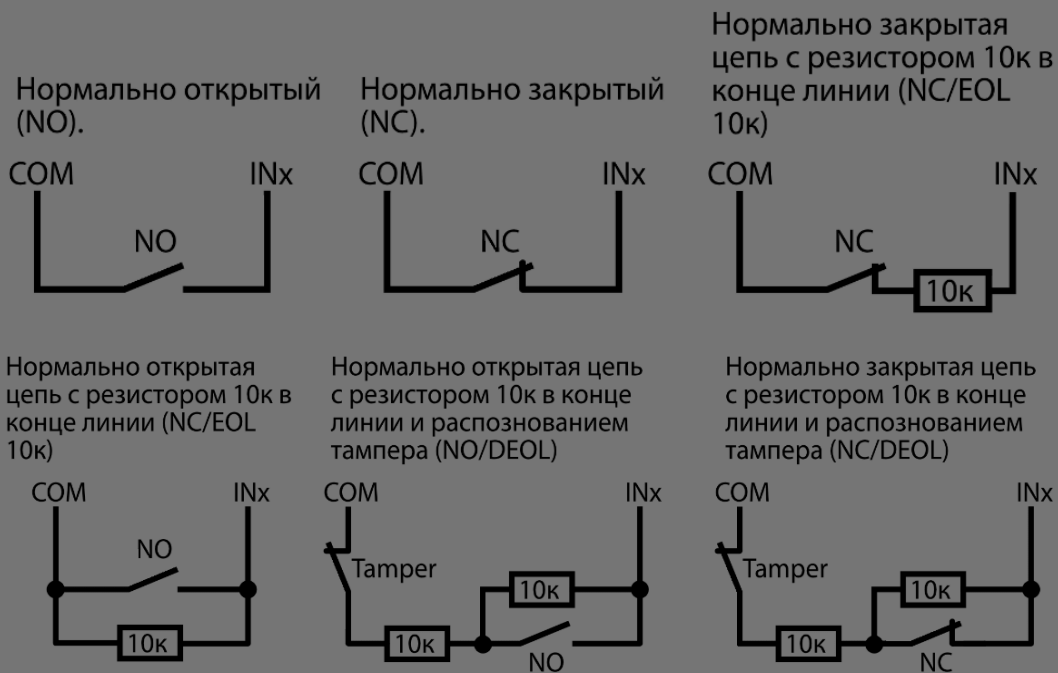 Нормально открытый
(NO).
COM
INx
NO
Нормально закрытый
(NC).
COM
INx
NC
Нормально закрытая
цепь с резистором 10к в
конце линии (NC/EOL
10к)
COM
INx
NC
10к
Нормально открытая
цепь с резистором 10к в
конце линии (NC/EOL
10к)
COM
INx
NO
10к
Нормально открытая цепь
с резистором 10к в конце
линии и распознованием
тампера (NO/DEOL)
COM
INx
Tamper
10к
10к
NO
Нормально закрытая цепь
с резистором 10к в конце
линии и распознованием
тампера (NC/DEOL)
COM
INx
Tamper
10к
10к
NC